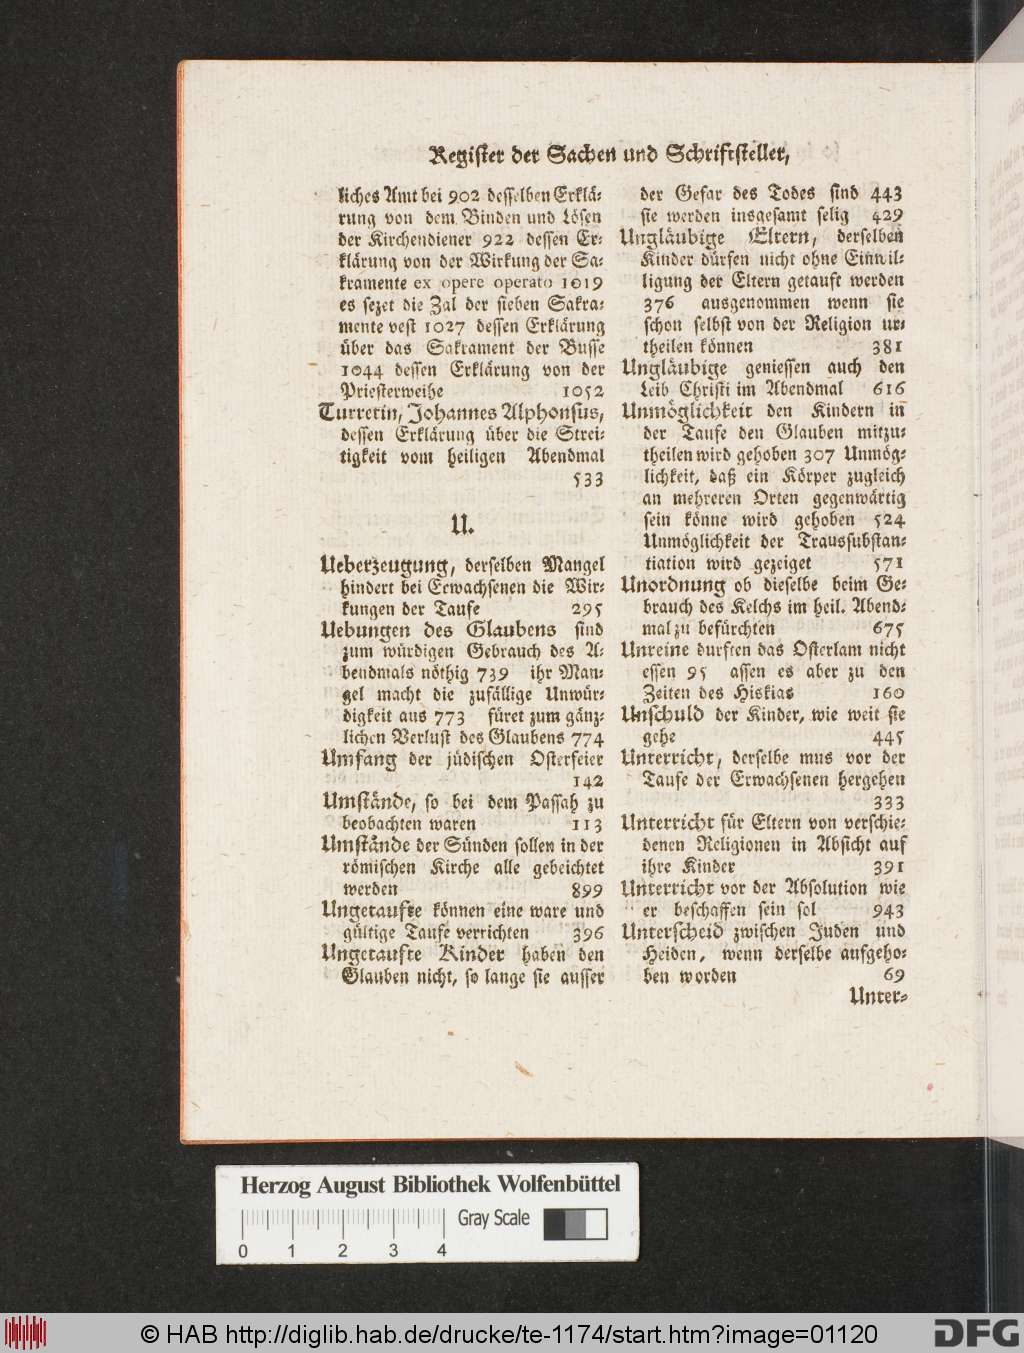 Register der Sachen und Schriftsteller,
liches Amt bei 902 desselben Erklä-
rung von dem Binden und Lösen
der Kirchendiener 922 dessen Er-
klärung von der Wirkung der Sa-
kramente ex opere operato 1019
es sezet die Zal der sieben Sakra-
mente vest 1027 dessen Erklärung
über das Sakrament der Busse
1044 dessen Erklärung von der
Priesterweihe 1052
Turretin, Johannes Alphonsus,
dessen Erklärung über die Strei-
tigkeit vom heiligen Abendmal
533
U.
Ueberzeugung, derselben Mangel
hindert bei Erwachsenen die Wir-
kungen der Taufe 295
Uebungen des Glaubens sind
zum würdigen Gebrauch des A-
bendmals nöthig 739 ihr Man-
gel macht die zufällige Unwür-
digkeit aus 773 füret zum gänz-
lichen Verlust des Glaubens 774
Umfang der jüdischen Osterfeier
142
Umstände, so bei dem Passah zu
beobachten waren 113
Umstände der Sünden sollen in der
römischen Kirche alle gebeichtet
werden 899
Ungetaufte können eine ware und
gültige Taufe verrichten 396
Ungetaufte Kinder haben den
Glauben nicht, so lange sie ausser
der Gefar des Todes sind 443
sie werden insgesamt selig 429
Ungläubige Eltern, derselben
Kinder dürfen nicht ohne Einwil-
ligung der Eltern getauft werden
376 ausgenommen wenn sie
schon selbst von der Religion ur-
theilen können 381
Ungläubige geniessen auch den
Leib Christi im Abendmal 616
Unmöglichkeit den Kindern in
der Taufe den Glauben mitzu-
theilen wird gehoben 307 Unmög-
lichkeit, daß ein Körper zugleich
an mehreren Orten gegenwärtig
sein könne wird gehoben 524
Unmöglichkeit der Traussubstan-
tiation wird gezeiget 571
Unordnung ob dieselbe beim Ge-
brauch des Kelchs im heil. Abend-
mal zu befürchten 675
Unreine durften das Osterlam nicht
essen 95 assen es aber zu den
Zeiten des Hiskias 160
Unschuld der Kinder, wie weit sie
gehe 445
Unterricht, derselbe mus vor der
Taufe der Erwachsenen hergehen
333
Unterricht für Eltern von verschie-
denen Religionen in Absicht auf
ihre Kinder 391
Unterricht vor der Absolution wie
er beschaffen sein sol 943
Unterscheid zwischen Juden und
Heiden, wenn derselbe aufgeho-
ben worden 69
Unter-
Herzog August Bibliothek Wolfenbüttel
Gray Scale
0 1 2 3 4
© HAB http://diglib.hab.de/drucke/te-1174/start.htm?image=01120
DFG